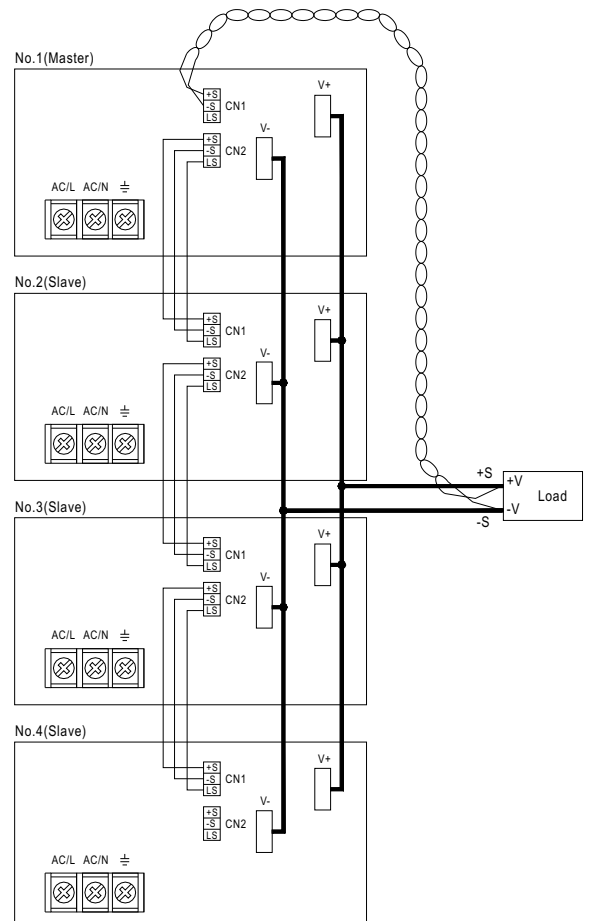 No.1(Master)
+S
-S
LS
CN1
V+
+S
-S
LS
CN2
V-
AC/L AC/N ⏚
No.2(Slave)
+S
-S
LS
CN1
V+
+S
-S
LS
CN2
V-
AC/L AC/N ⏚
+S
+V
Load
-V
-S
No.3(Slave)
+S
-S
LS
CN1
V+
+S
-S
LS
CN2
V-
AC/L AC/N ⏚
No.4(Slave)
+S
-S
LS
CN1
V+
+S
-S
LS
CN2
V-
AC/L AC/N ⏚